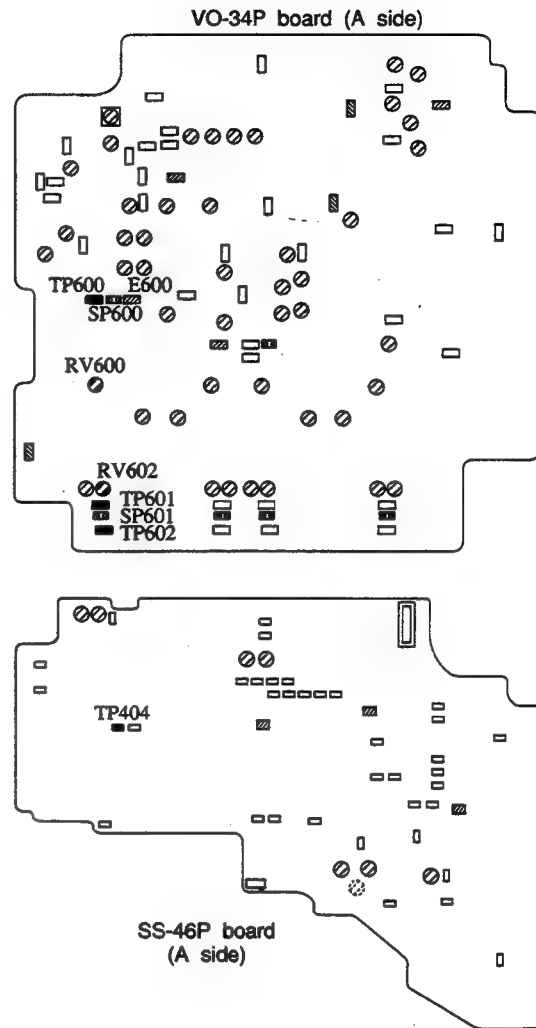 VO-34P board (A side)
TP600 E600
SP600
RV600
RV602
TP601
SP601
TP602
TP404
SS-46P board
(A side)